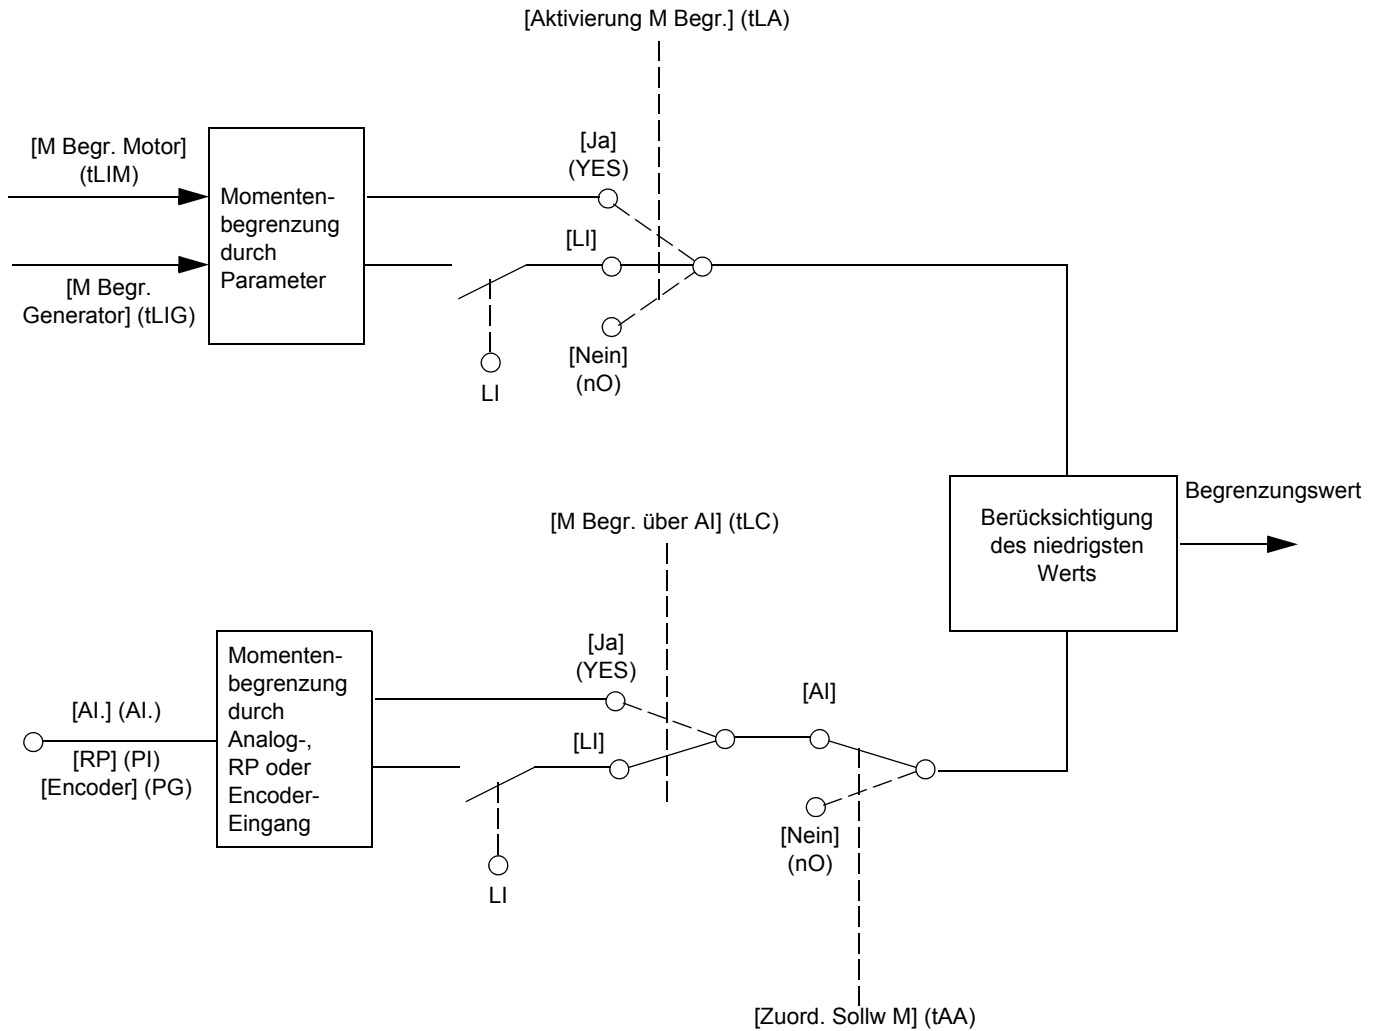 [Aktivierung M Begr.] (tLA)
[M Begr. Motor]
(tLIM)
[M Begr.
Generator] (tLIG)
Momenten-
begrenzung
durch
Parameter
[Ja]
(YES)
[LI]
[Nein]
(nO)
LI
Berücksichtigung
des niedrigsten
Werts
Begrenzungswert
[M Begr. über AI] (tLC)
[AI.] (AI.)
[RP] (PI)
[Encoder] (PG)
Momenten-
begrenzung
durch
Analog-,
RP oder
Encoder-
Eingang
[Ja]
(YES)
[LI]
LI
[AI]
[Nein]
(nO)
[Zuord. Sollw M] (tAA)